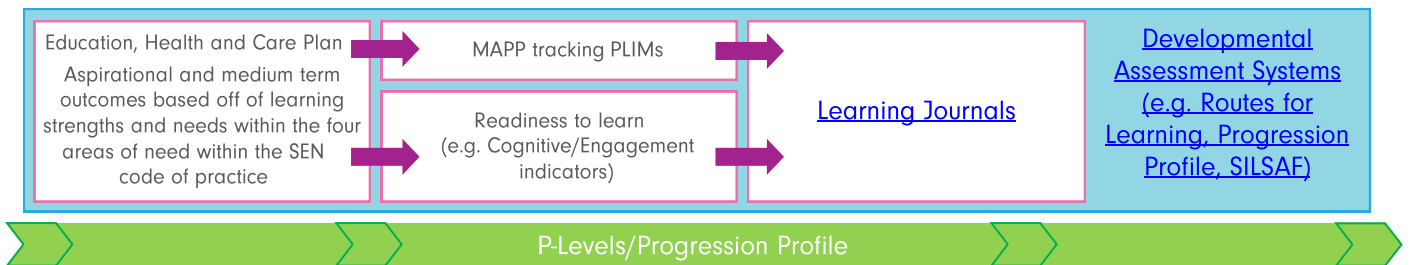 Education, Health and Care Plan
Aspirational and medium term
outcomes based off of learning
strengths and needs within the four
areas of need within the SEN
code of practice
MAPP tracking PLIMs
Readiness to learn
(e.g. Cognitive/Engagement
indicators)
Learning Journals
Developmental
Assessment Systems
(e.g. Routes for
Learning, Progression
Profile, SILSAF)
P-Levels/Progression Profile